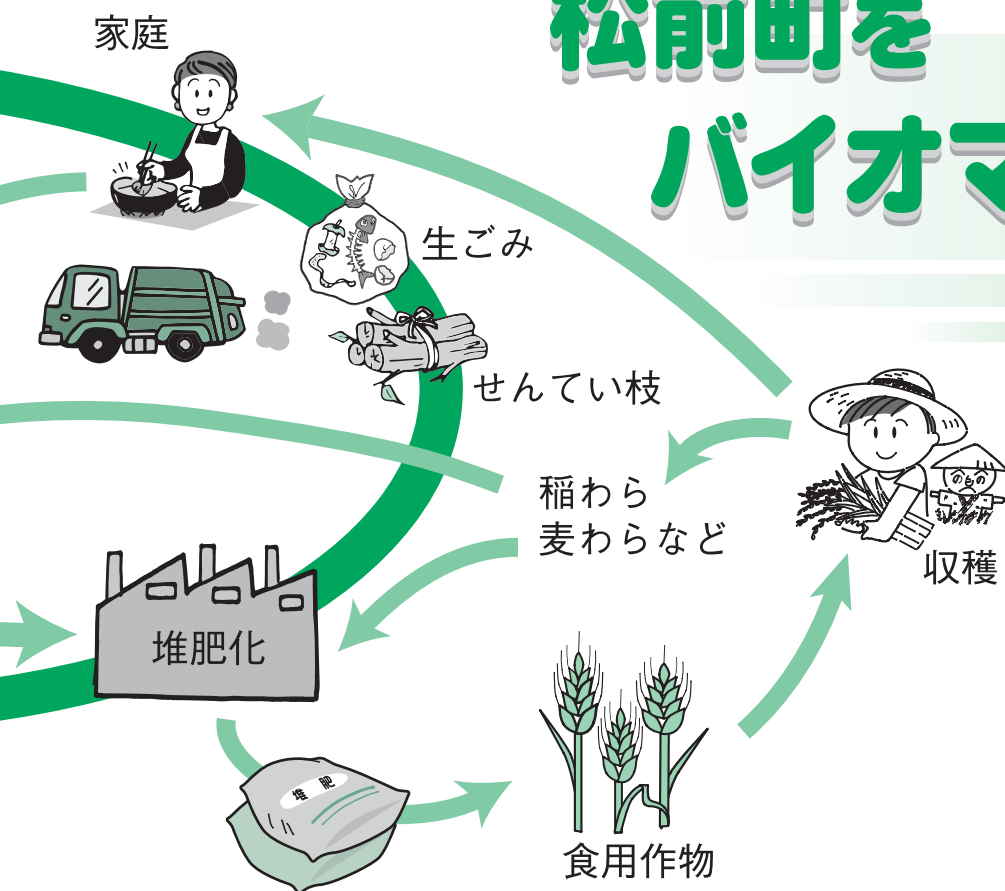 松前町を
バイオマ
家庭
生ごみ
せんてい枝
稲わら
麦わらなど
収穫
堆肥化
堆肥
食用作物